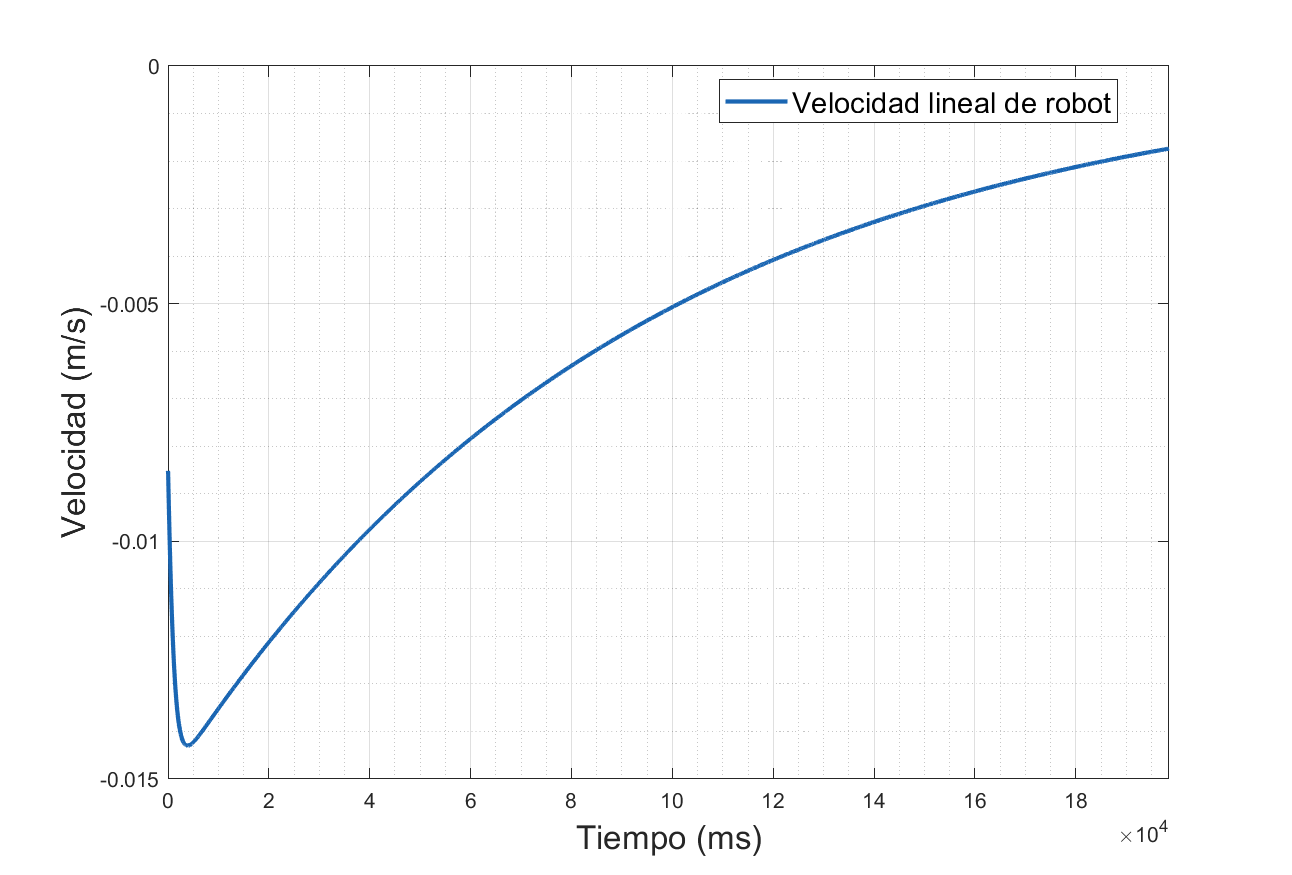 Velocidad lineal de robot
0
-0.005
-0.01
-0.015
Velocidad (m/s)
0 2 4 6 8 10 12 14 16 18
×10⁴
Tiempo (ms)